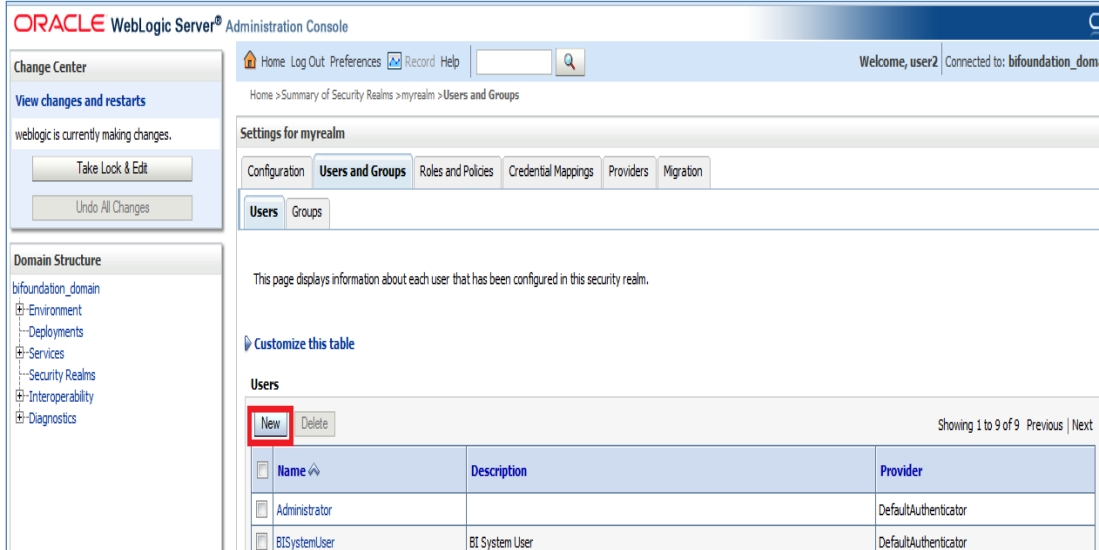 ORACLE WebLogic Server® Administration Console
Change Center
View changes and restarts
weblogic is currently making changes.
Take Lock & Edit
Undo All Changes
Domain Structure
bifoundation_domain
Environment
Deployments
Services
Security Realms
Interoperability
Diagnostics
Home Log Out Preferences Record Help
Welcome, user2 Connected to: bifoundation_dom
Home >Summary of Security Realms >myrealm >Users and Groups
Settings for myrealm
Configuration Users and Groups Roles and Policies Credential Mappings Providers Migration
Users Groups
This page displays information about each user that has been configured in this security realm.
Customize this table
Users
New Delete Showing 1 to 9 of 9 Previous | Next
Name Description Provider
Administrator DefaultAuthenticator
BISystemUser BI System User DefaultAuthenticator